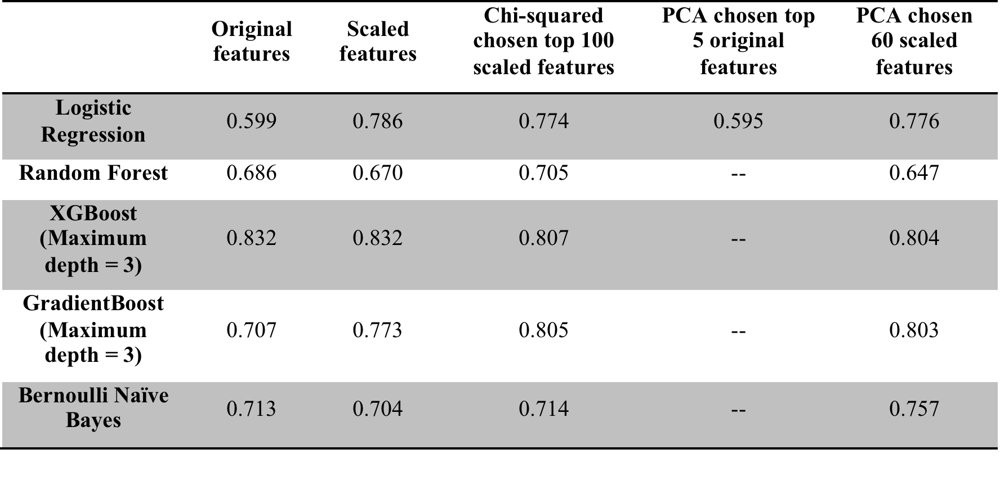 Original features
Scaled features
Chi-squared chosen top 100 scaled features
PCA chosen top 5 original features
PCA chosen 60 scaled features
Logistic Regression 0.599 0.786 0.774 0.595 0.776
Random Forest 0.686 0.670 0.705 -- 0.647
XGBoost (Maximum depth = 3) 0.832 0.832 0.807 -- 0.804
GradientBoost (Maximum depth = 3) 0.707 0.773 0.805 -- 0.803
Bernoulli Naïve Bayes 0.713 0.704 0.714 -- 0.757